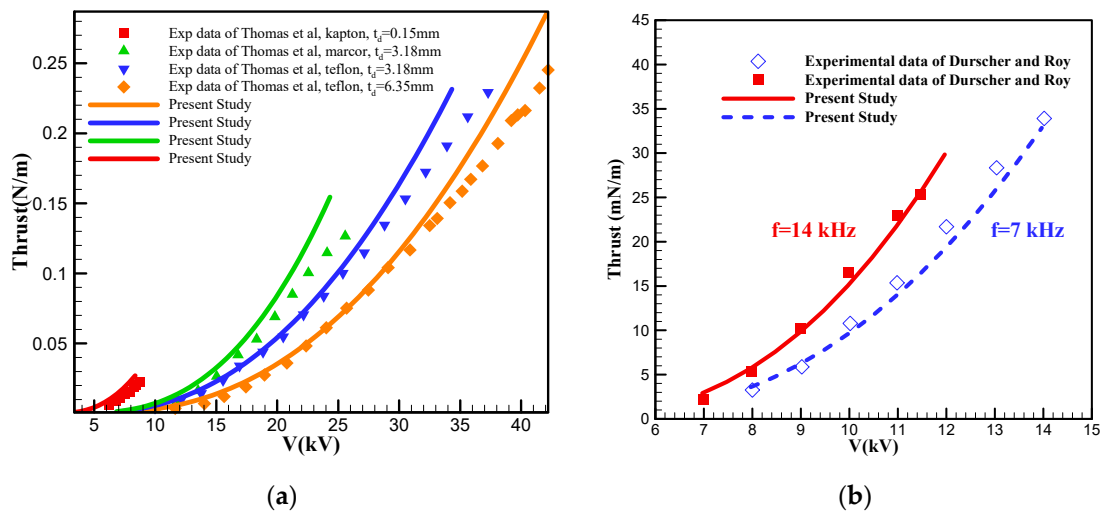 (a)
Exp data of Thomas et al, kapton, td=0.15mm
Exp data of Thomas et al, marcor, td=3.18mm
Exp data of Thomas et al, teflon, td=3.18mm
Exp data of Thomas et al, teflon, td=6.35mm
Present Study
Present Study
Present Study
Present Study
Thrust(N/m)
0.25
0.2
0.15
0.1
0.05
5 10 15 20 25 30 35 40
V(kV)
(b)
Experimental data of Durscher and Roy
Experimental data of Durscher and Roy
Present Study
Present Study
f=14 kHz
f=7 kHz
Thrust (mN/m)
45
40
35
30
25
20
15
10
5
0
6 7 8 9 10 11 12 13 14 15
V(kV)